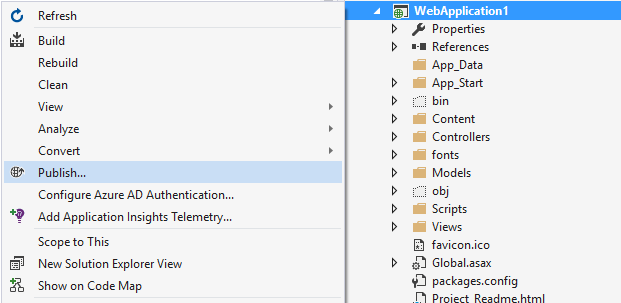 Refresh
Build
Rebuild
Clean
View
Analyze
Convert
Publish...
Configure Azure AD Authentication...
Add Application Insights Telemetry...
Scope to This
New Solution Explorer View
Show on Code Map
WebApplication1
Properties
References
App_Data
App_Start
bin
Content
Controllers
fonts
Models
obj
Scripts
Views
favicon.ico
Global.asax
packages.config
Project_Readme.html